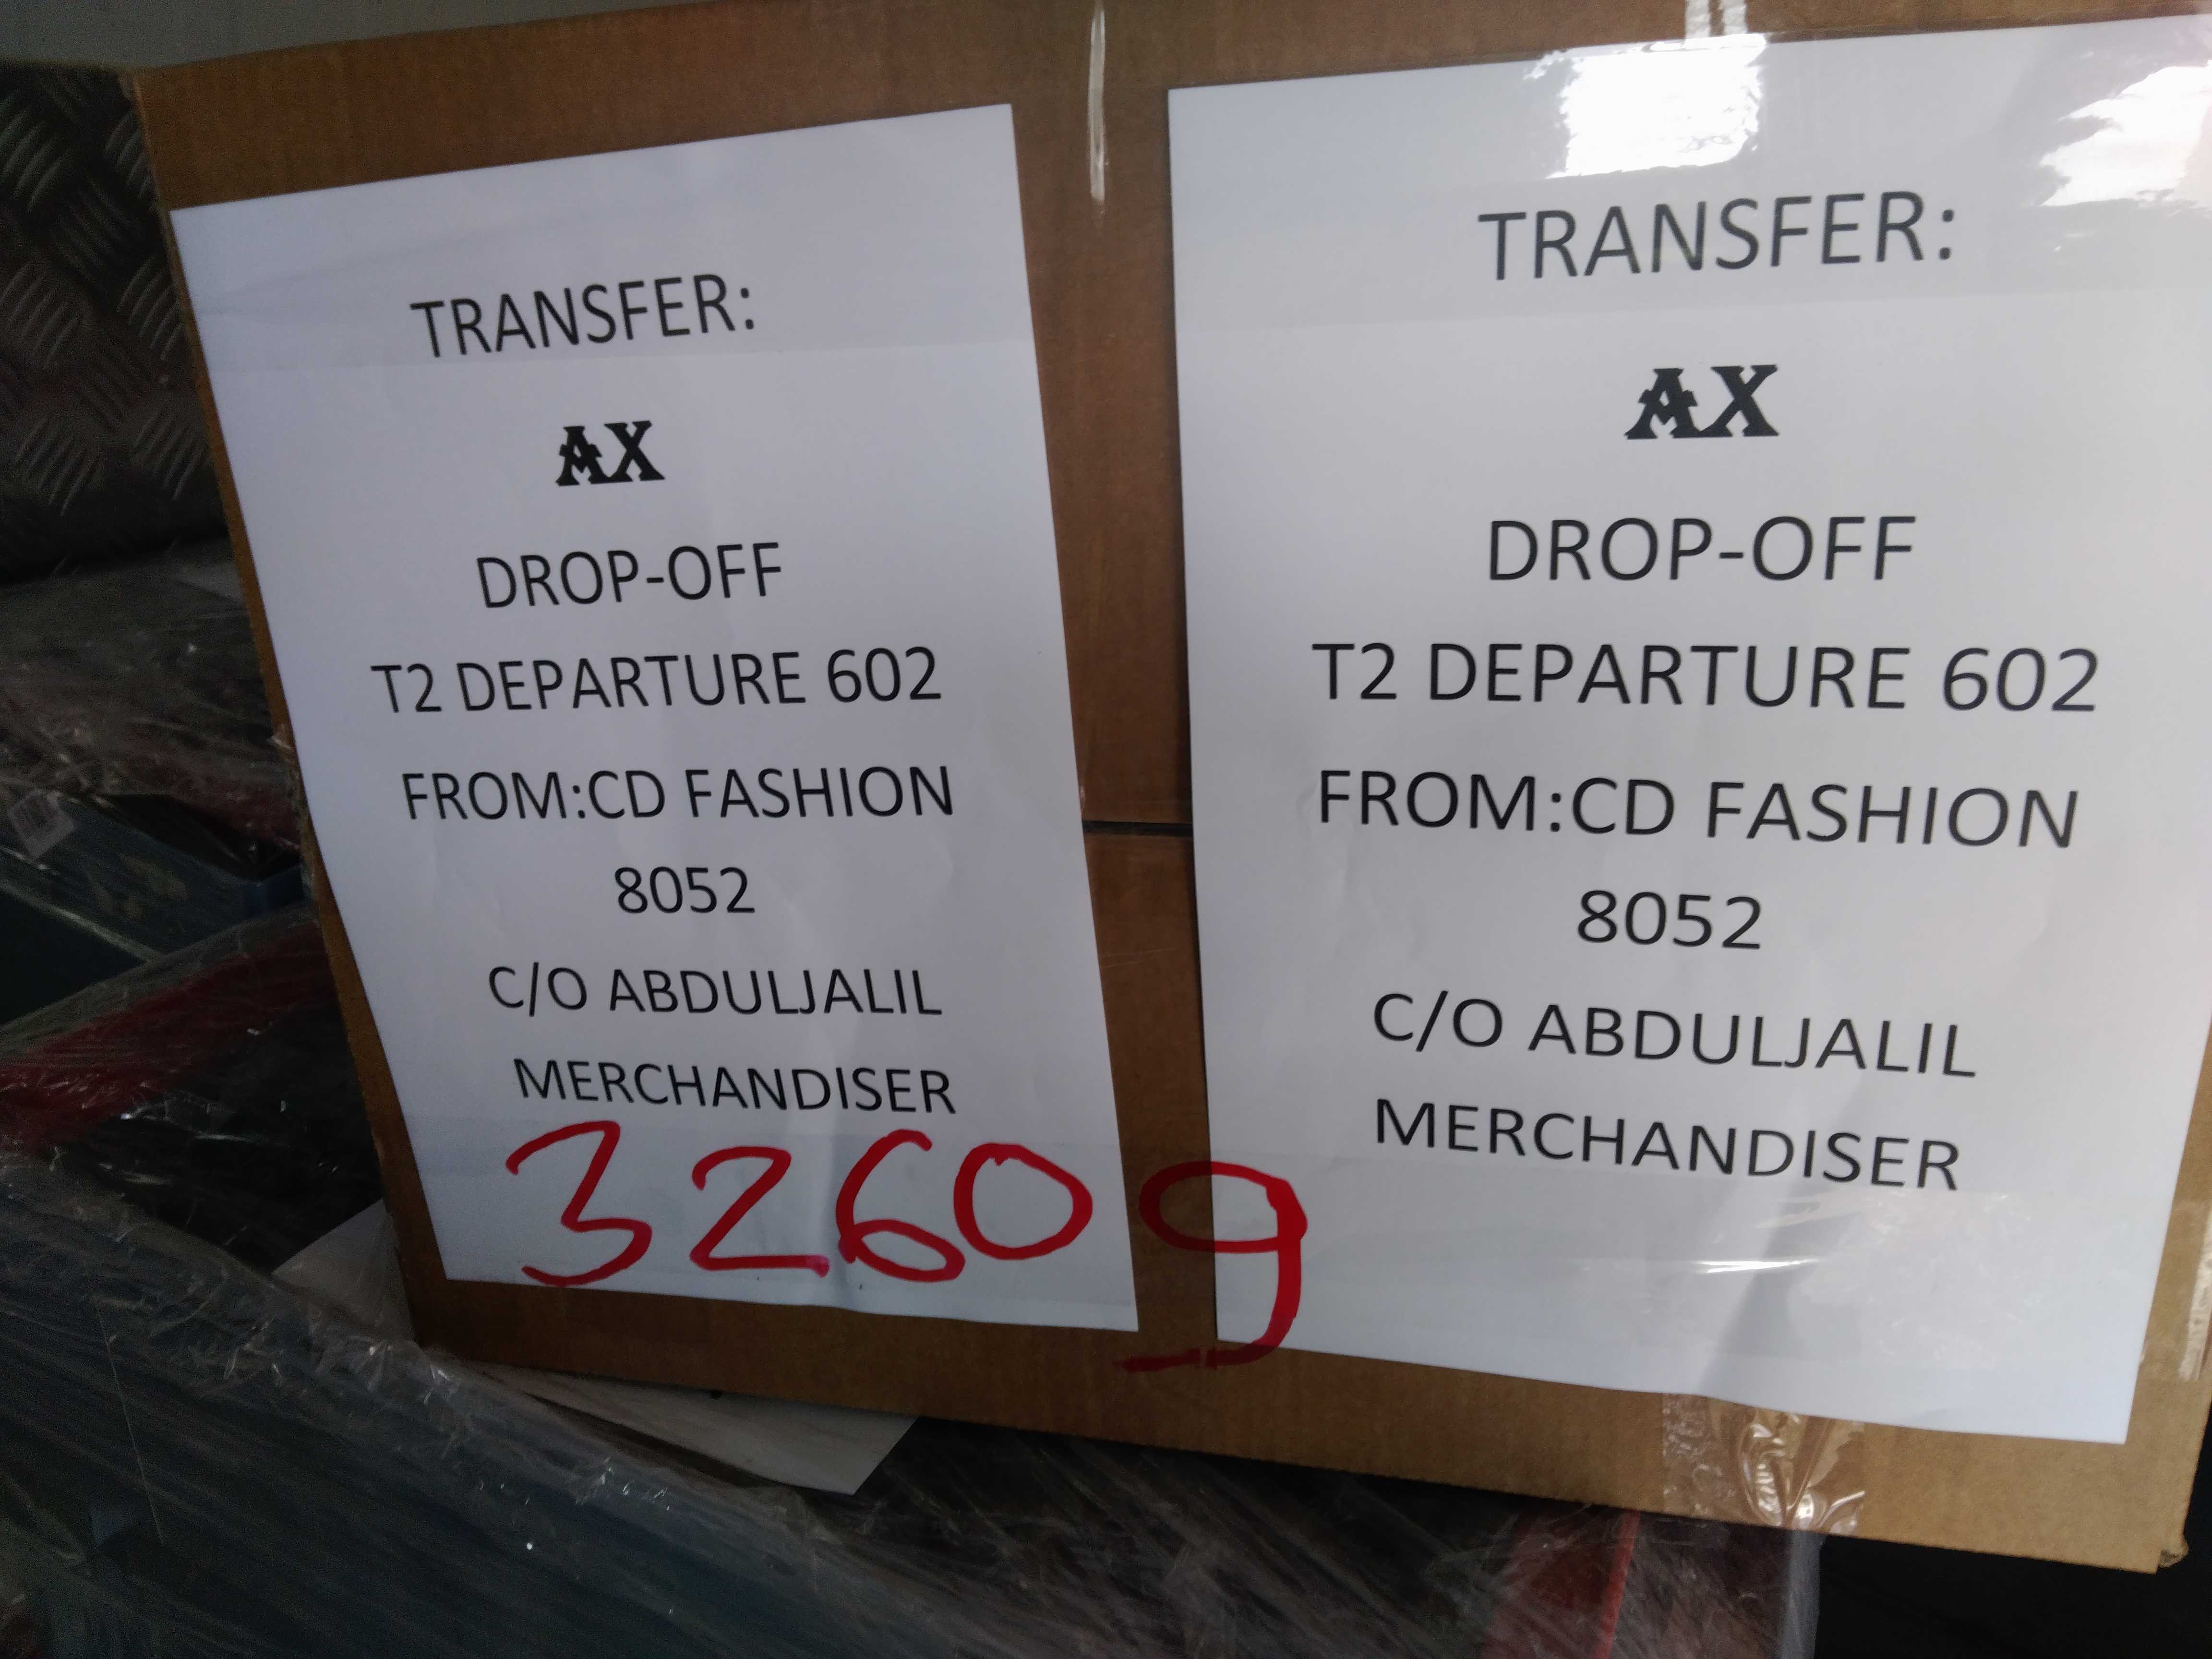 TRANSFER:
AX
DROP-OFF
T2 DEPARTURE 602
FROM:CD FASHION
8052
C/O ABDULJALIL
MERCHANDISER
TRANSFER:
AX
DROP-OFF
T2 DEPARTURE 602
FROM:CD FASHION
8052
C/O ABDULJALIL
MERCHANDISER
32609